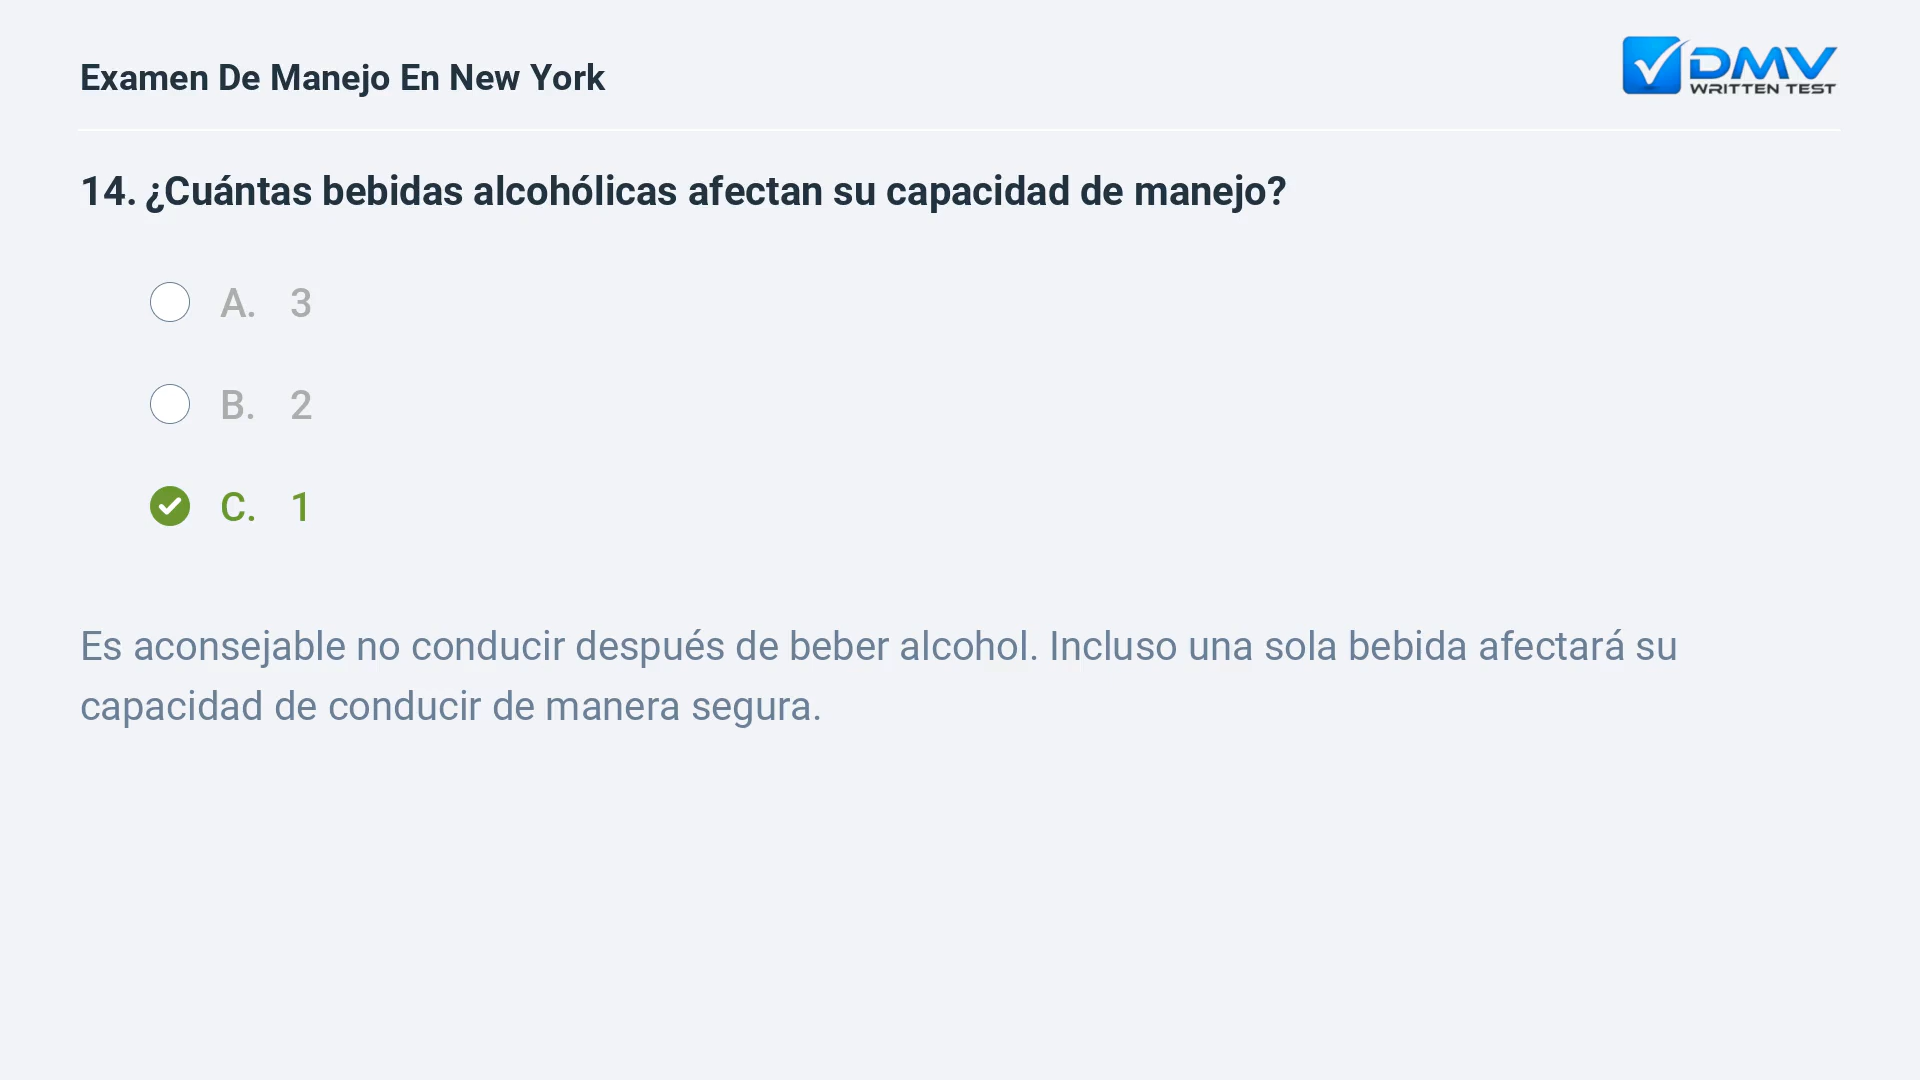 Examen De Manejo En New York
DMV
WRITTEN TEST
14. ¿Cuántas bebidas alcohólicas afectan su capacidad de manejo?
A. 3
B. 2
C. 1
Es aconsejable no conducir después de beber alcohol. Incluso una sola bebida afectará su
capacidad de conducir de manera segura.